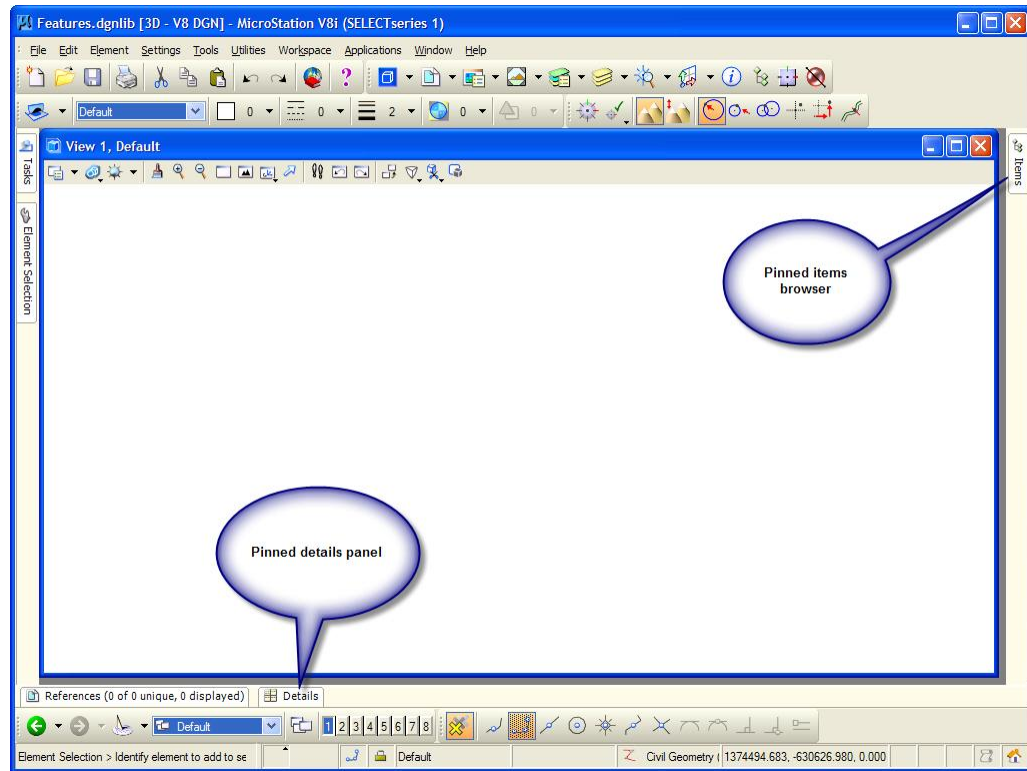 Features.dgnlib [3D - V8 DGN] - MicroStation V8i (SELECTseries 1)
File Edit Element Settings Tools Utilities Workspace Applications Window Help
Default 0 0 2 0 0
View 1, Default
Tasks
Element Selection
Items
Pinned items
browser
Pinned details panel
References (0 of 0 unique, 0 displayed) Details
Default 1 2 3 4 5 6 7 8
Element Selection > Identify element to add to se Default Civil Geometry ( 1374494.683, -630626.980, 0.000